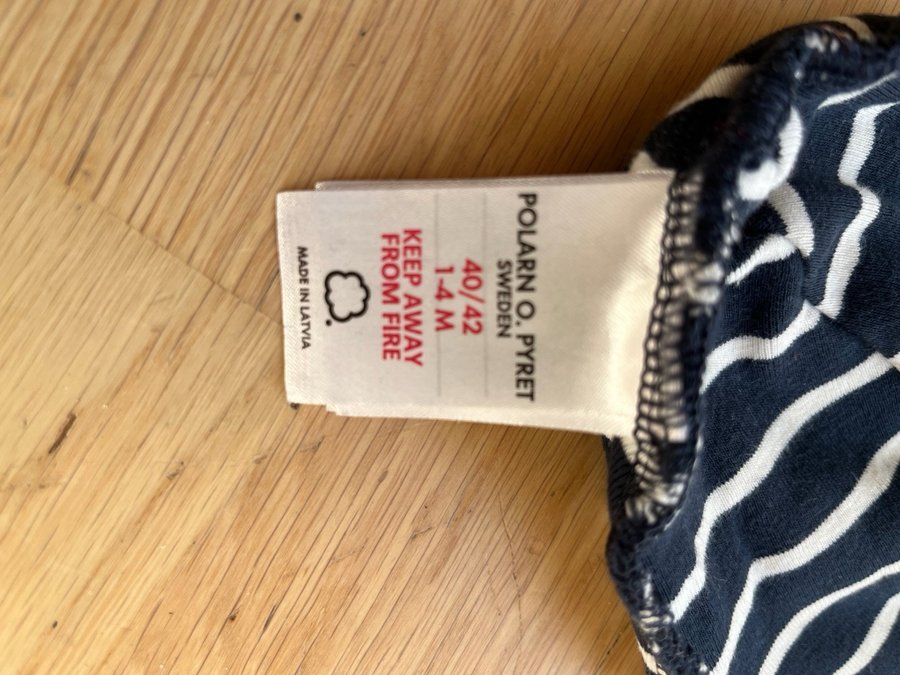 POLARN O. PYRET
SWEDEN
40/42
1-4 M
KEEP AWAY
FROM FIRE
MADE IN LATVIA